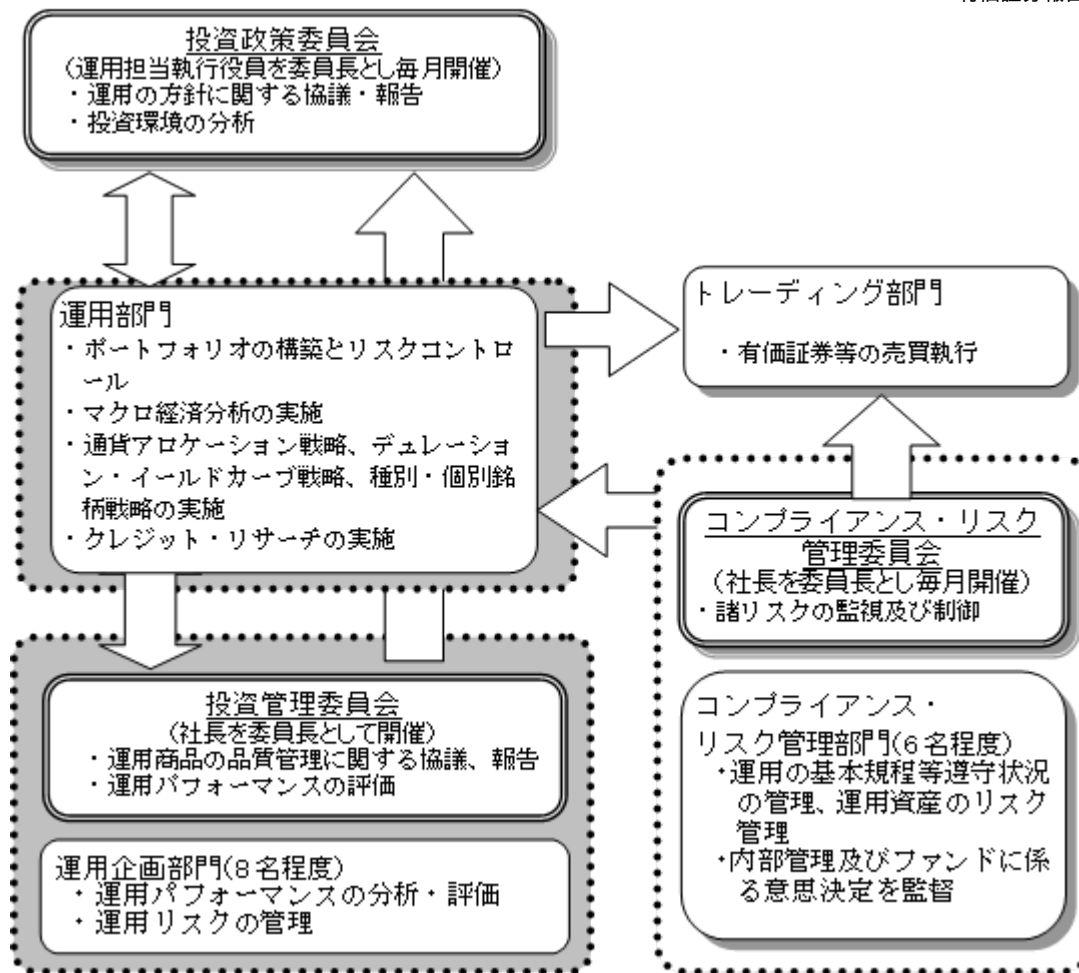 投資政策委員会
(運用担当執行役員を委員長とし毎月開催)
・運用の方針に関する協議・報告
・投資環境の分析
運用部門
・ポートフォリオの構築とリスクコントロ
ール
・マクロ経済分析の実施
・通貨アロケーション戦略、デュレーショ
ン・イールドカーブ戦略、種別・個別銘
柄戦略の実施
・クレジット・リサーチの実施
トレーディング部門
・有価証券等の売買執行
コンプライアンス・リスク
管理委員会
(社長を委員長とし毎月開催)
・諸リスクの監視及び制御
投資管理委員会
(社長を委員長として開催)
・運用商品の品質管理に関する協議、報告
・運用パフォーマンスの評価
運用企画部門(8名程度)
・運用パフォーマンスの分析・評価
・運用リスクの管理
コンプライアンス・
リスク管理部門(6名程度)
・運用の基本規程等遵守状況
の管理、運用資産のリスク
管理
・内部管理及びファンドに係
る意思決定を監督